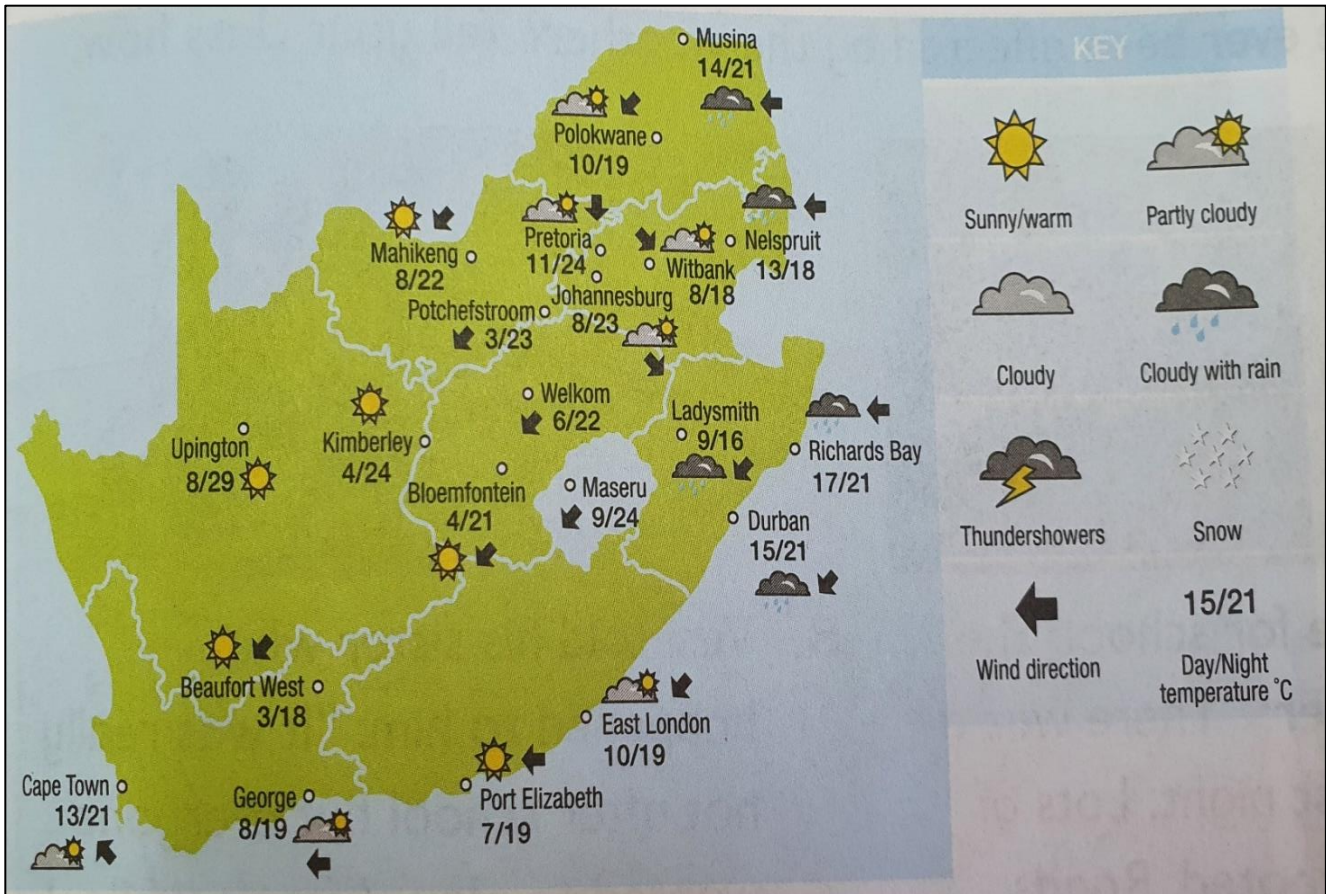 Musina
14/21
Polokwane
10/19
Mahikeng
8/22
Pretoria
11/24
Nelspruit
13/18
Witbank
8/18
Johannesburg
8/23
Potchefstroom
3/23
Welkom
6/22
Ladysmith
9/16
Upington
8/29
Kimberley
4/24
Richards Bay
17/21
Bloemfontein
4/21
Maseru
9/24
Durban
15/21
Beaufort West
3/18
East London
10/19
Cape Town
13/21
George
8/19
Port Elizabeth
7/19
KEY
Sunny/warm
Partly cloudy
Cloudy
Cloudy with rain
Thundershowers
Snow
Wind direction
15/21
Day/Night
temperature °C